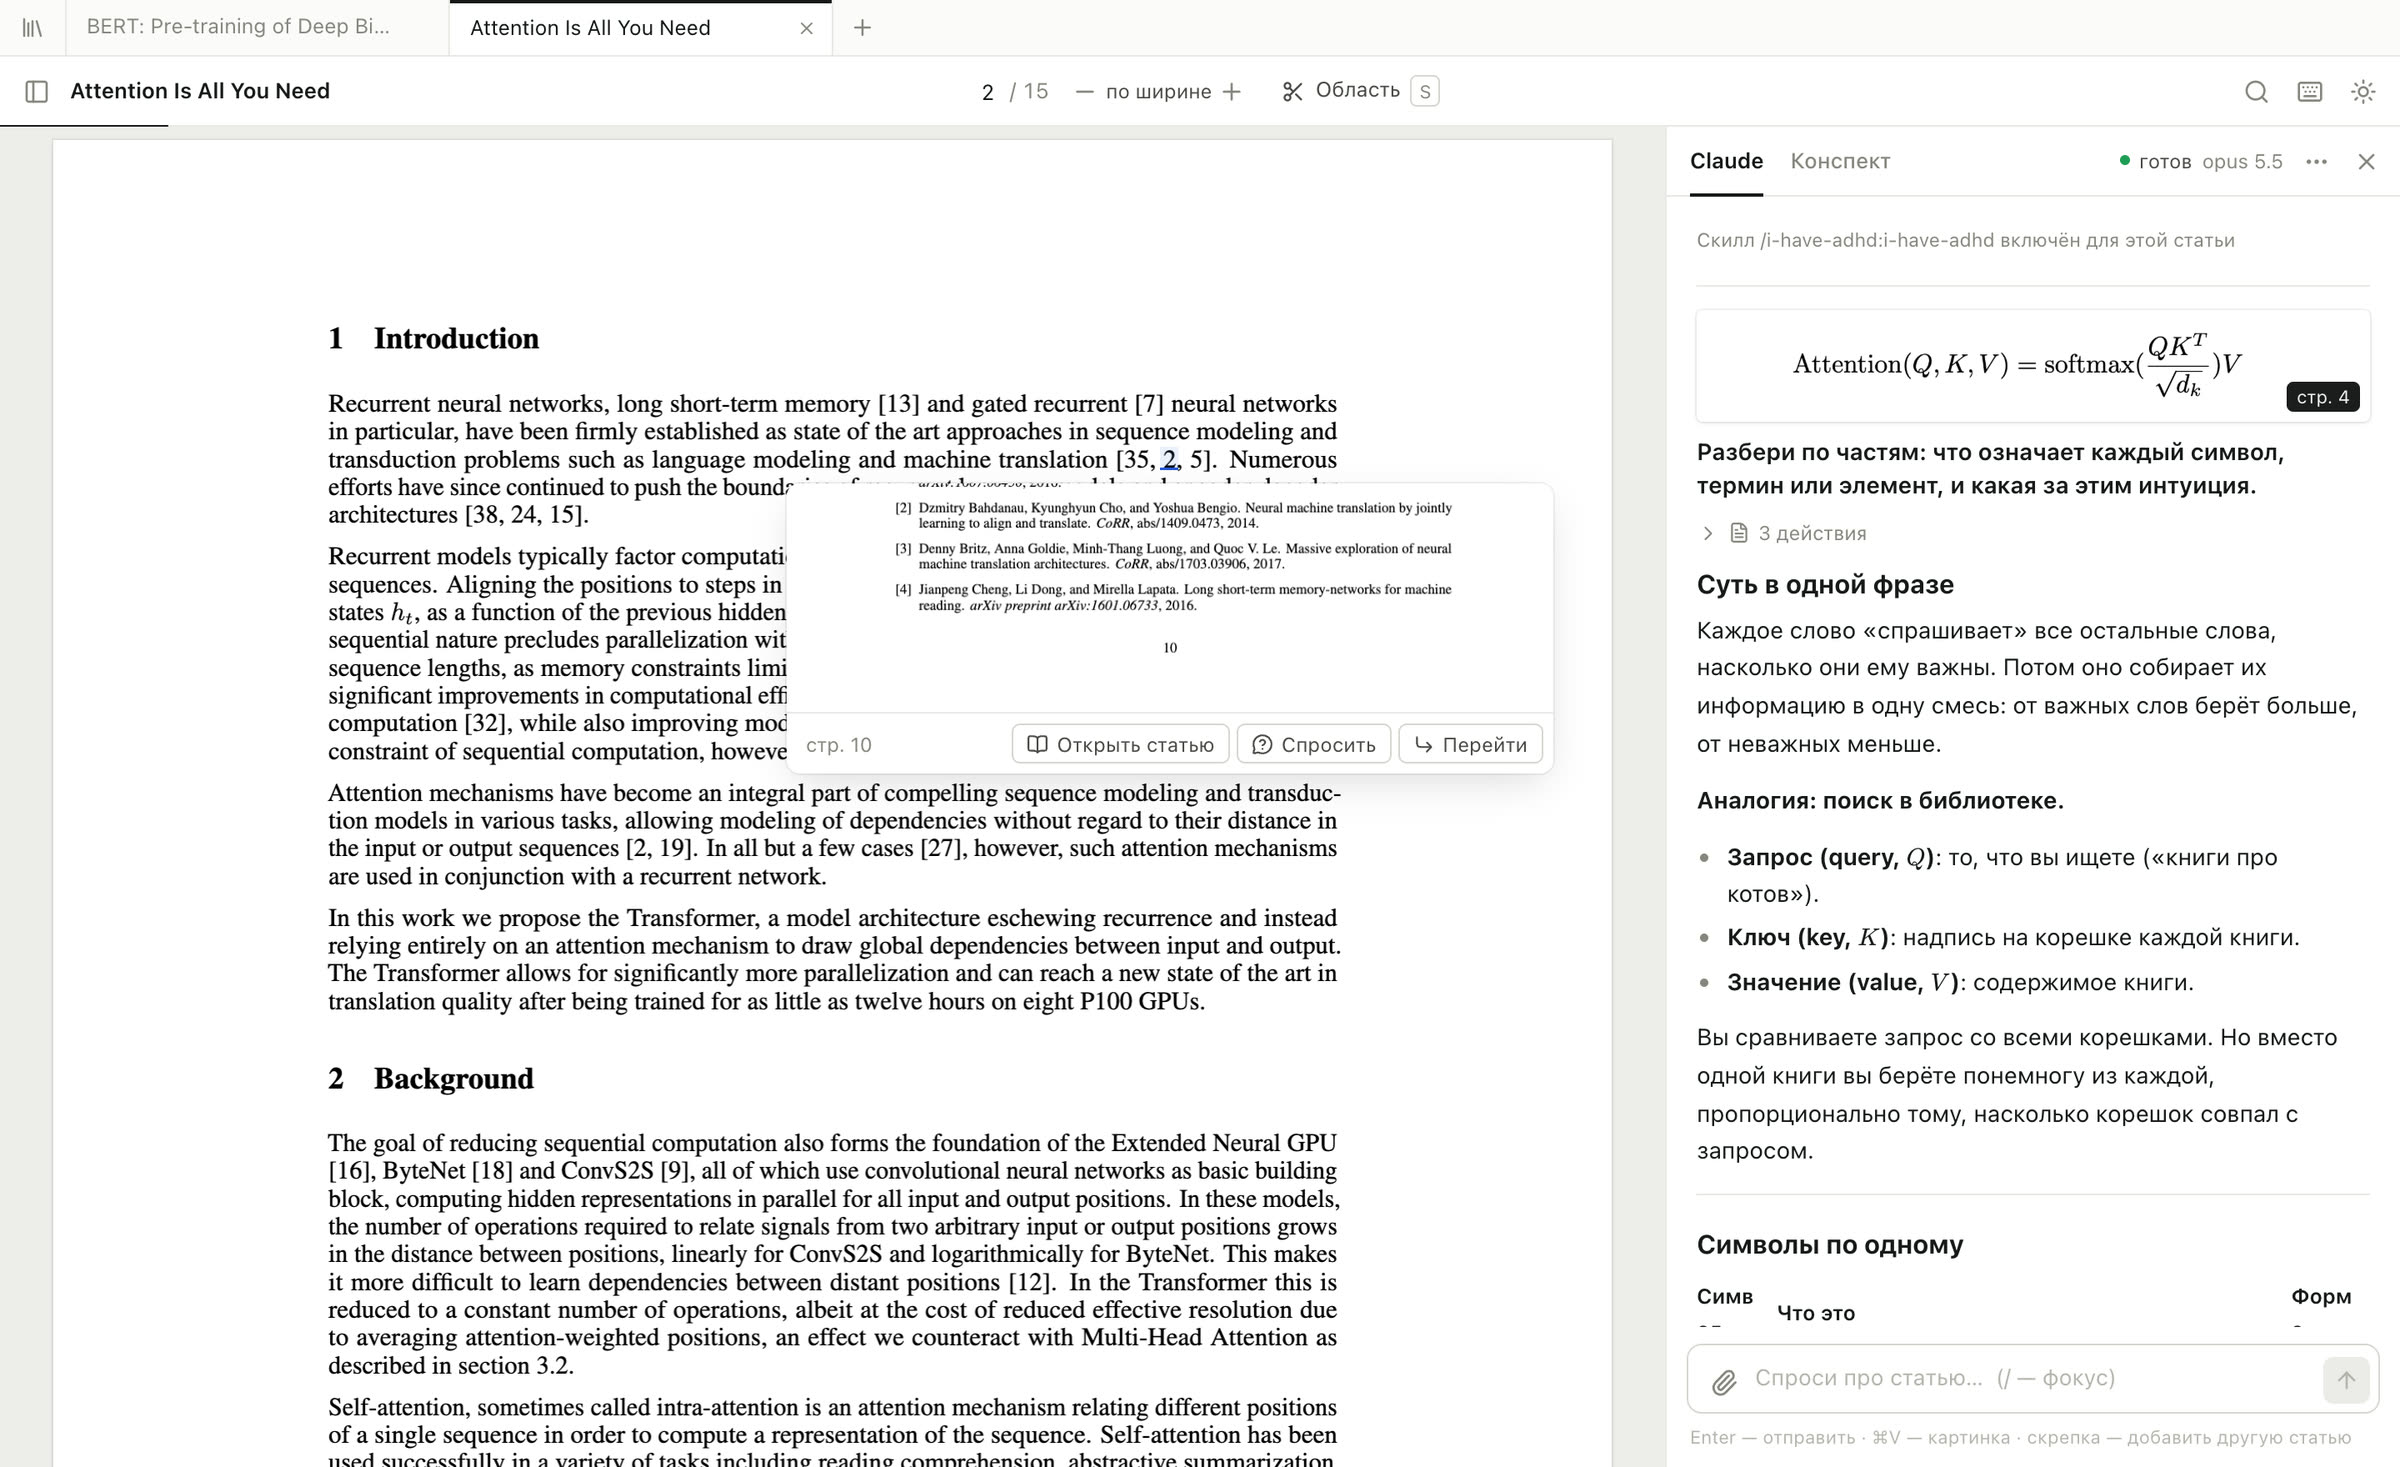 BERT: Pre-training of Deep Bi...
Attention Is All You Need
Attention Is All You Need
2 / 15
по ширине
Область S
1 Introduction
Recurrent neural networks, long short-term memory [13] and gated recurrent [7] neural networks
in particular, have been firmly established as state of the art approaches in sequence modeling and
transduction problems such as language modeling and machine translation [35, 2, 5]. Numerous
efforts have since continued to push the
architectures [38, 24, 15].
Recurrent models typically factor
sequences. Aligning the positions to steps in
states hₜ, as a function of the previous hidden
sequential nature precludes parallelization
sequence lengths, as memory constraints
significant improvements in computational
computation [32], while also improving
constraint of sequential computation,
[2] Dzmitry Bahdanau, Kyunghyun Cho, and Yoshua Bengio. Neural machine translation by jointly
learning to align and translate. CoRR, abs/1409.0473, 2014.
[3] Denny Britz, Anna Goldie, Minh-Thang Luong, and Quoc V. Le. Massive exploration of neural
machine translation architectures. CoRR, abs/1703.03906, 2017.
[4] Jianpeng Cheng, Li Dong, and Mirella Lapata. Long short-term memory-networks for machine
reading. arXiv preprint arXiv:1601.06733, 2016.
10
стр. 10
Открыть статью
Спросить
Перейти
Attention mechanisms have become an integral part of compelling sequence modeling and transduc-
tion models in various tasks, allowing modeling of dependencies without regard to their distance in
the input or output sequences [2, 19]. In all but a few cases [27], however, such attention mechanisms
are used in conjunction with a recurrent network.
In this work we propose the Transformer, a model architecture eschewing recurrence and instead
relying entirely on an attention mechanism to draw global dependencies between input and output.
The Transformer allows for significantly more parallelization and can reach a new state of the art in
translation quality after being trained for as little as twelve hours on eight P100 GPUs.
2 Background
The goal of reducing sequential computation also forms the foundation of the Extended Neural GPU
[16], ByteNet [18] and ConvS2S [9], all of which use convolutional neural networks as basic building
block, computing hidden representations in parallel for all input and output positions. In these models,
the number of operations required to relate signals from two arbitrary input or output positions grows
in the distance between positions, linearly for ConvS2S and logarithmically for ByteNet. This makes
it more difficult to learn dependencies between distant positions [12]. In the Transformer this is
reduced to a constant number of operations, albeit at the cost of reduced effective resolution due
to averaging attention-weighted positions, an effect we counteract with Multi-Head Attention as
described in section 3.2.
Self-attention, sometimes called intra-attention is an attention mechanism relating different positions
of a single sequence in order to compute a representation of the sequence. Self-attention has been
used successfully in a variety of tasks including reading comprehension, abstractive summarization,
Claude
Конспект
готов opus 5.5
Скилл /i-have-adhd:i-have-adhd включён для этой статьи
Attention(Q, K, V) = softmax(QKᵀ/√dₖ)V
стр. 4
Разбери по частям: что означает каждый символ,
термин или элемент, и какая за этим интуиция.
3 действия
Суть в одной фразе
Каждое слово «спрашивает» все остальные слова,
насколько они ему важны. Потом оно собирает их
информацию в одну смесь: от важных слов берёт больше,
от неважных меньше.
Аналогия: поиск в библиотеке.
• Запрос (query, Q): то, что вы ищете («книги про
котов»).
• Ключ (key, K): надпись на корешке каждой книги.
• Значение (value, V): содержимое книги.
Вы сравниваете запрос со всеми корешками. Но вместо
одной книги вы берёте понемногу из каждой,
пропорционально тому, насколько корешок совпал с
запросом.
Символы по одному
Симв
Что это
Форм
Спроси про статью... (/ — фокус)
Enter — отправить · ⌘V — картинка · скрепка — добавить другую статью